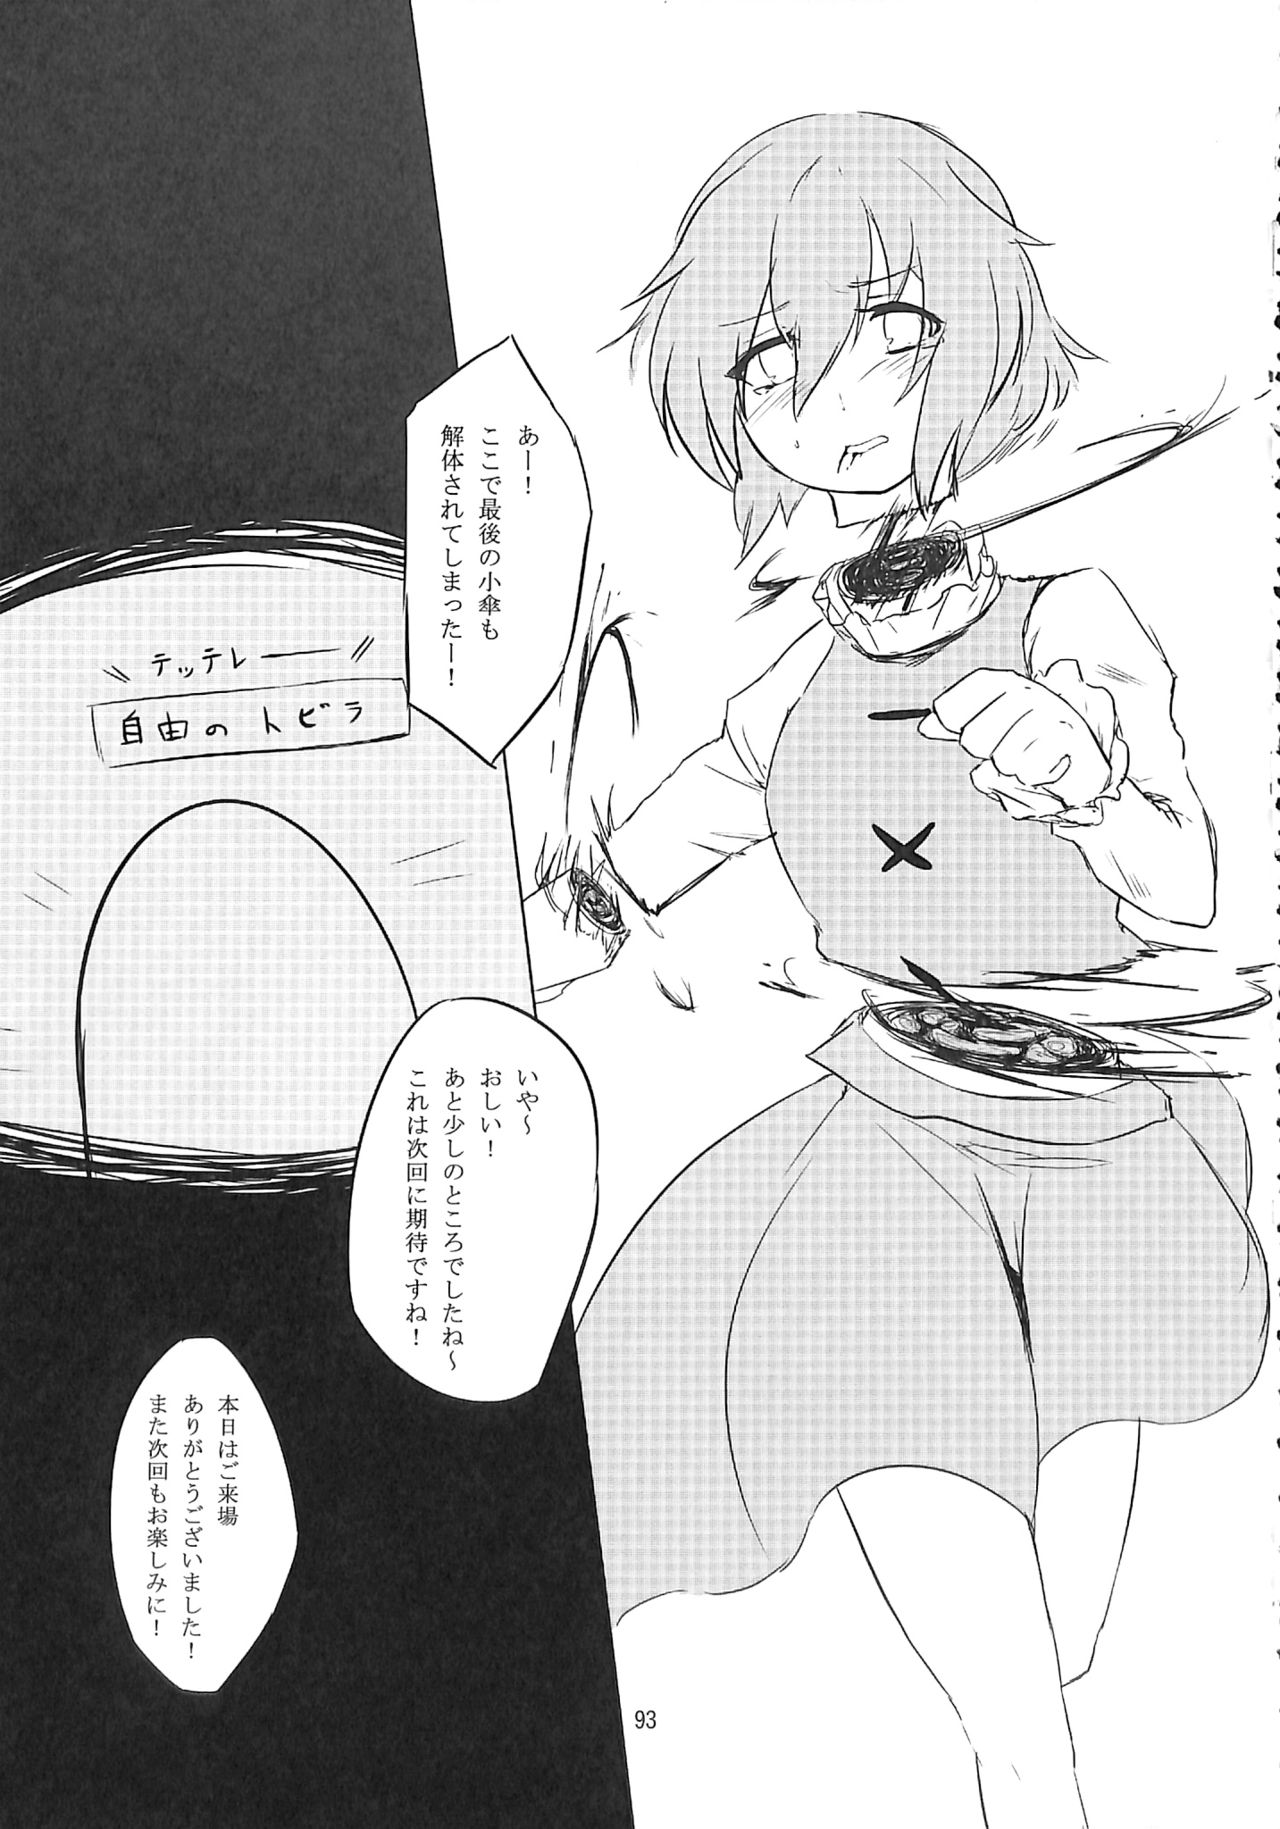 あー！
ここで最後の小傘も
解体されてしまったー！
テッテレ――
自由のトビラ
いや～
おしい！
あと少しのところでしたね～
これは次回に期待ですね！
本日はご来場
ありがとうございました！
また次回もお楽しみに！
93